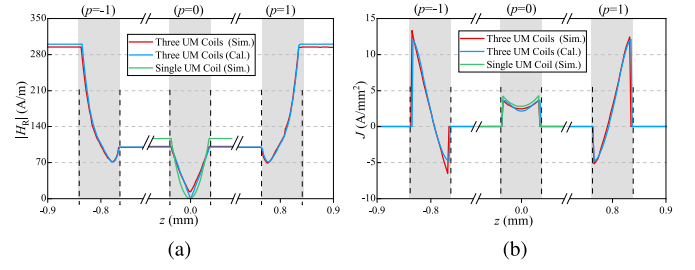 (p=-1) (p=0) (p=1)
350
280
210
140
70
0
|H_R| (A/m)
Three UM Coils (Sim.)
Three UM Coils (Cal.)
Single UM Coil (Sim.)
-0.9 -0.8 0.0 0.8 0.9
z (mm)
(a)
(p=-1) (p=0) (p=1)
15
10
5
0
-5
-10
J (A/mm²)
Three UM Coils (Sim.)
Three UM Coils (Cal.)
Single UM Coil (Sim.)
-0.9 -0.8 0.0 0.8 0.9
z (mm)
(b)